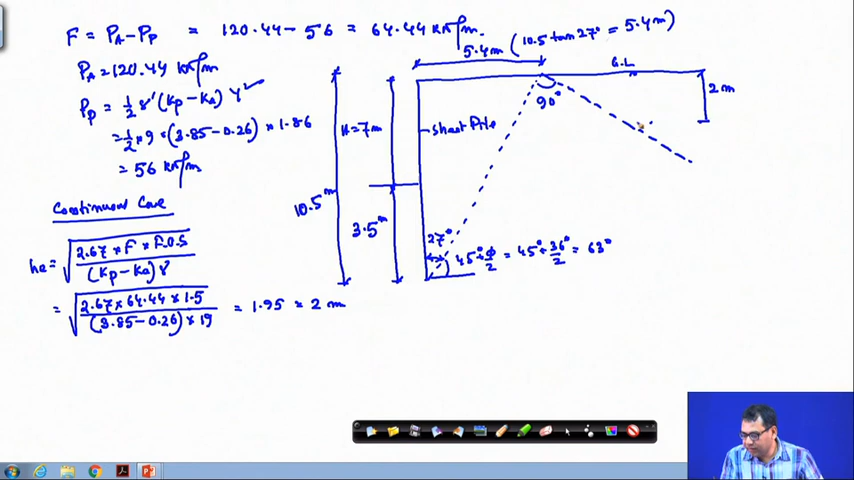 F = PA - PP = 120.44 - 56 = 64.44 kN/m.
PA = 120.44 kN/m
Pp = 1/2 γ' (Kp - Ka) Y²
= 1/2 × 9 × (3.85 - 0.26) × 1.86
= 56 kN/m
Continuous Case
ha = √(2.67 × F × F.O.S / (Kp - Ka) γ)
= √(2.67 × 64.44 × 1.5 / (3.85 - 0.26) × 19) = 1.95 ≈ 2 m
5.4 m (10.5 tan 27° = 5.4 m)
G.L
2 m
90°
H = 7 m
Sheet Pile
10.5 m
3.5 m
27°
45° + φ/2 = 45° + 36°/2 = 63°